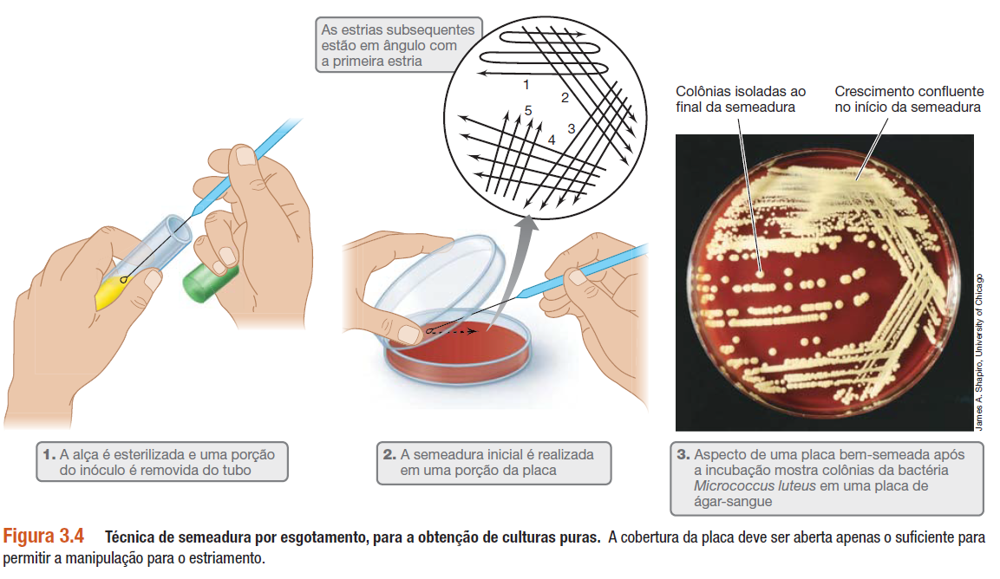 As estrias subsequentes
estão em ângulo com
a primeira estria
1
2
3
4
5
Colônias isoladas ao
final da semeadura
Crescimento confluente
no início da semeadura
James A. Shapiro, University of Chicago
1. A alça é esterilizada e uma porção
do inóculo é removida do tubo
2. A semeadura inicial é realizada
em uma porção da placa
3. Aspecto de uma placa bem-semeada após
a incubação mostra colônias da bactéria
Micrococcus luteus em uma placa de
ágar-sangue
Figura 3.4 Técnica de semeadura por esgotamento, para a obtenção de culturas puras. A cobertura da placa deve ser aberta apenas o suficiente para
permitir a manipulação para o estriamento.